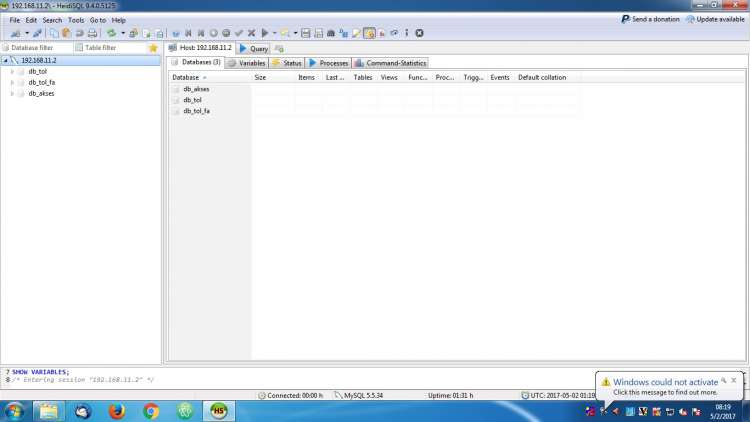 192.168.11.2\ - HeidiSQL 9.4.0.5125
File Edit Search Tools Go to Help
Send a donation Update available
Database filter Table filter
Host: 192.168.11.2 Query
192.168.11.2
db_tol
db_tol_fa
db_akses
Databases (3) Variables Status Processes Command-Statistics
Database Size Items Last ... Tables Views Func... Proc... Trigg... Events Default collation
db_akses
db_tol
db_tol_fa
7 SHOW VARIABLES;
8 /* Entering session "192.168.11.2" */
Windows could not activate
Click this message to find out more.
Connected: 00:00 h MySQL 5.5.34 Uptime: 01:31 h UTC: 2017-05-02 01:19
HS
08:19
5/2/2017